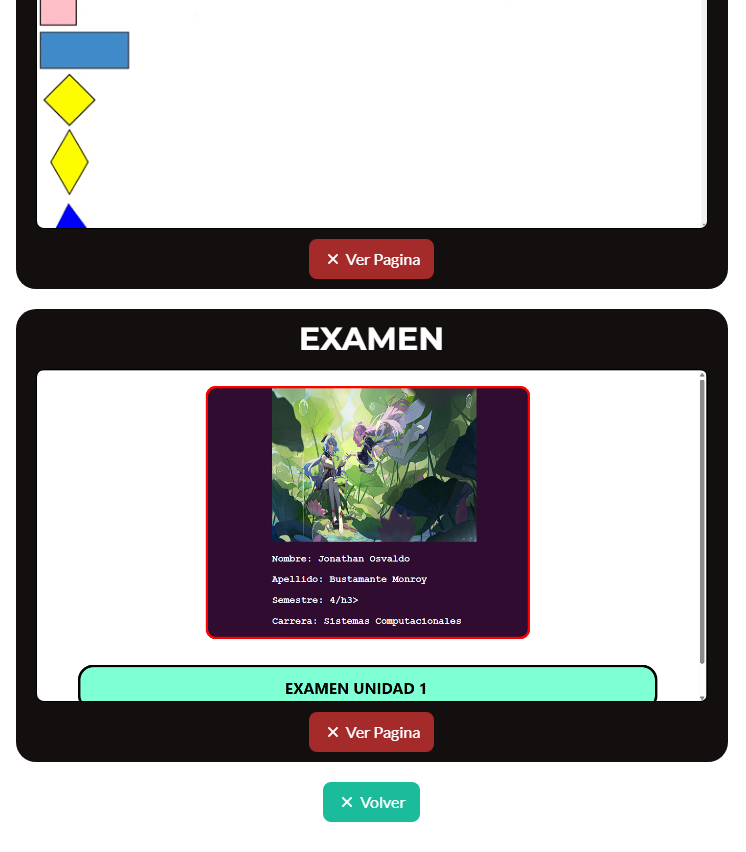 ✕ Ver Pagina
EXAMEN
Nombre: Jonathan Osvaldo
Apellido: Bustamante Monroy
Semestre: 4/h3>
Carrera: Sistemas Computacionales
EXAMEN UNIDAD 1
✕ Ver Pagina
✕ Volver